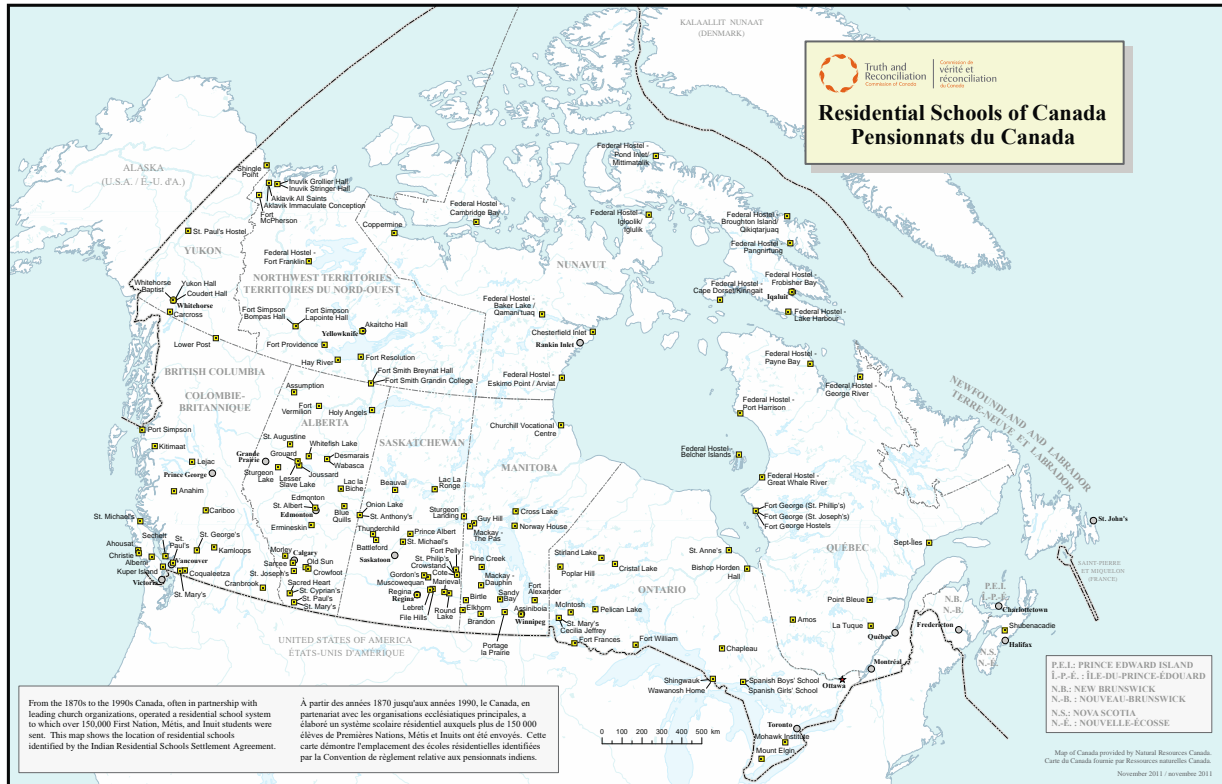 KALAALLIT NUNAAT
(DENMARK)
Truth and
Reconciliation
Commission of Canada
Commission de
vérité et
réconciliation
du Canada
Residential Schools of Canada
Pensionnats du Canada
ALASKA
(U.S.A. / É.-U. d'A.)
Shingle
Point
Inuvik Grollier Hall
Inuvik Stringer Hall
Aklavik All Saints
Aklavik Immaculate Conception
Fort
McPherson
St. Paul's Hostel
YUKON
Federal Hostel -
Fort Franklin
Coppermine
Federal Hostel -
Cambridge Bay
Federal Hostel -
Pond Inlet/
Mittimatalik
Federal Hostel -
Igloolik/
Iglulik
Federal Hostel -
Broughton Island/
Qikiqtarjuaq
Federal Hostel -
Pangnirtung
NORTHWEST TERRITORIES
TERRITOIRES DU NORD-OUEST
NUNAVUT
Federal Hostel -
Cape Dorset/Kinngait
Federal Hostel -
Frobisher Bay
Iqaluit
Federal Hostel -
Lake Harbour
Whitehorse
Baptist
Yukon Hall
Coudert Hall
Whitehorse
Carcross
Lower Post
Fort Simpson
Bompas Hall
Fort Simpson
Lapointe Hall
Akaitcho Hall
Yellowknife
Fort Providence
Hay River
Fort Resolution
Fort Smith Breynat Hall
Fort Smith Grandin College
Federal Hostel -
Baker Lake /
Qamani'tuaq
Chesterfield Inlet
Rankin Inlet
Federal Hostel -
Eskimo Point / Arviat
Federal Hostel -
Payne Bay
Federal Hostel -
George River
Federal Hostel -
Port Harrison
NEWFOUNDLAND AND LABRADOR
TERRE-NEUVE ET LABRADOR
BRITISH COLUMBIA
COLOMBIE-
BRITANNIQUE
Assumption
Fort
Vermilion
Holy Angels
ALBERTA
SASKATCHEWAN
MANITOBA
Churchill Vocational
Centre
Federal Hostel-
Belcher Islands
Federal Hostel -
Great Whale River
Port Simpson
Kitimaat
Lejac
Prince George
Anahim
Cariboo
St. Augustine
Whitefish Lake
Grouard
Grande
Prairie
Desmarais
Wabasca
Sturgeon
Lake
Lesser
Slave Lake
Joussard
Lac la
Biche
Beauval
Lac La
Ronge
Edmonton
St. Albert
Edmonton
Blue
Quills
Onion Lake
St. Anthony's
Ermineskin
Thunderchild
Battleford
Prince Albert
St. Michael's
Saskatoon
Sturgeon
Landing
Guy Hill
Mackay -
The Pas
Cross Lake
Norway House
Fort George (St. Phillip's)
Fort George (St. Joseph's)
Fort George Hostels
St. Michael's
Ahousat
Christie
Alberni
Kuper Island
Victoria
Sechelt
St.
Paul's
Vancouver
St. George's
Kamloops
Coqualeetza
St. Mary's
Cranbrook
Morley
Calgary
Sarcee
Old Sun
Crowfoot
St. Joseph's
Sacred Heart
St. Cyprian's
St. Paul's
St. Mary's
Fort Pelly
St. Philip's
Crowstand
Cote
Gordon's
Muscowequan
Marieval
Regina
Regina
Lebret
File Hills
Round
Lake
Pine Creek
Mackay -
Dauphin
Sandy
Bay
Birtle
Elkhorn
Brandon
Fort
Alexander
Assiniboia
Winnipeg
Portage
la Prairie
Stirland Lake
Poplar Hill
Cristal Lake
St. Anne's
Bishop Horden
Hall
ONTARIO
QUÉBEC
McIntosh
Pelican Lake
St. Mary's
Cecilia Jeffrey
Fort Frances
Fort William
Chapleau
Shingwauk
Wawanosh Home
Spanish Boys' School
Spanish Girls' School
Toronto
Mohawk Institute
Mount Elgin
Ottawa
Montréal
Québec
Amos
La Tuque
Point Bleue
Sept-Îles
St. John's
SAINT-PIERRE
ET MIQUELON
(FRANCE)
P.E.I.
Î.-P.-É.
Charlottetown
N.B.
N.-B.
Fredericton
Shubenacadie
Halifax
N.S.
N.-É.
UNITED STATES OF AMERICA
ÉTATS-UNIS D'AMÉRIQUE
From the 1870s to the 1990s Canada, often in partnership with
leading church organizations, operated a residential school system
to which over 150,000 First Nation, Métis, and Inuit students were
sent. This map shows the location of residential schools
identified by the Indian Residential Schools Settlement Agreement.
À partir des années 1870 jusqu'aux années 1990, le Canada, en
partenariat avec les organisations ecclésiatiques principales, a
élaboré un système scolaire résidentiel auxquels plus de 150 000
élèves de Premières Nations, Métis et Inuits ont été envoyés. Cette
carte démontre l'emplacement des écoles résidentielles identifiées
par la Convention de règlement relative aux pensionnats indiens.
0 100 200 300 400 500 km
P.E.I.: PRINCE EDWARD ISLAND
Î.-P.-É. : ÎLE-DU-PRINCE-ÉDOUARD
N.B.: NEW BRUNSWICK
N.-B. : NOUVEAU-BRUNSWICK
N.S.: NOVA SCOTIA
N.-É. : NOUVELLE-ÉCOSSE
Map of Canada provided by Natural Resources Canada.
Carte du Canada fournie par Ressources naturelles Canada.
November 2011 / novembre 2011